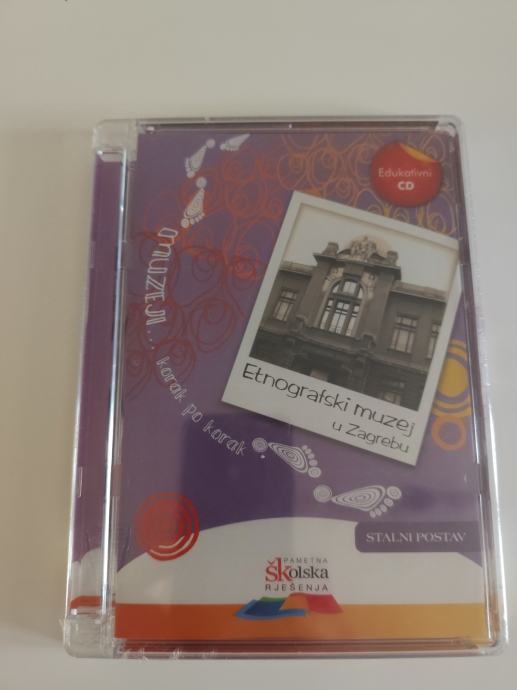 Edukativni
CD
MUZEJI... korak po korak.
Etnografski muzej
u Zagrebu
STALNI POSTAV
PAMETNA
školska
RJEŠENJA